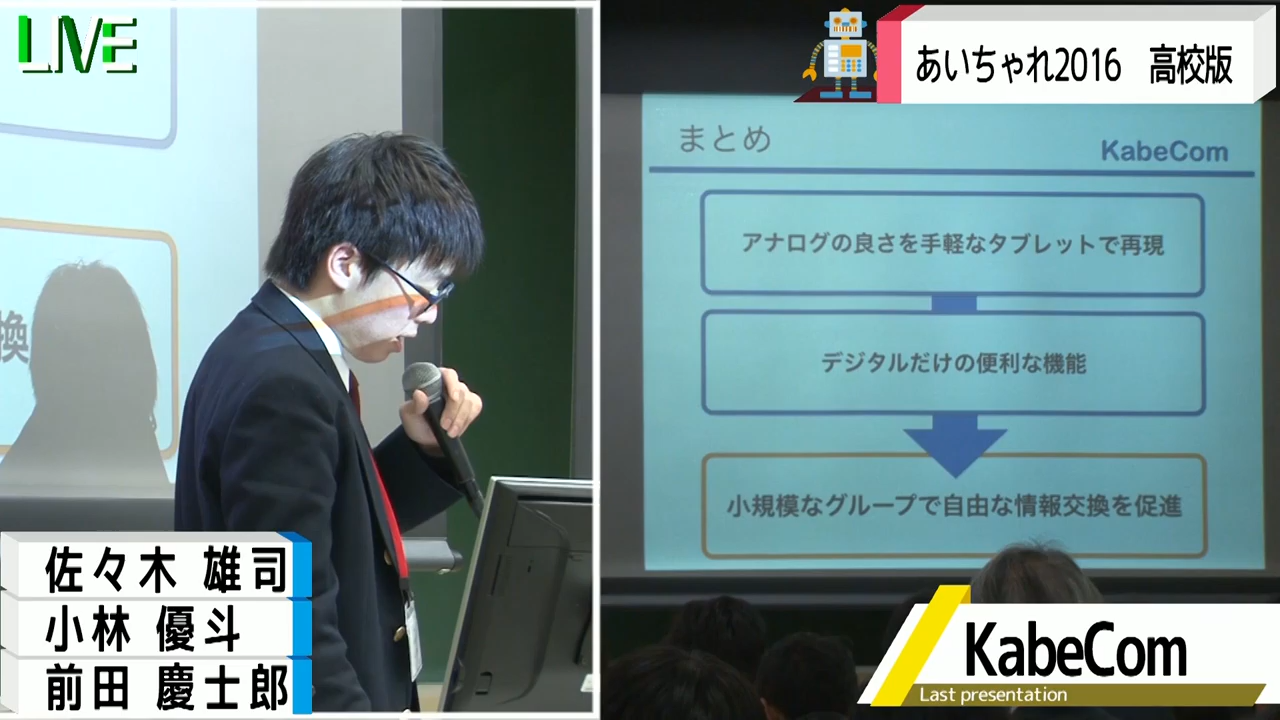 LIVE
あいちゃれ2016 高校版
まとめ
KabeCom
アナログの良さを手軽なタブレットで再現
デジタルだけの便利な機能
小規模なグループで自由な情報交換を促進
換
佐々木 雄司
小林 優斗
前田 慶士郎
KabeCom
Last presentation